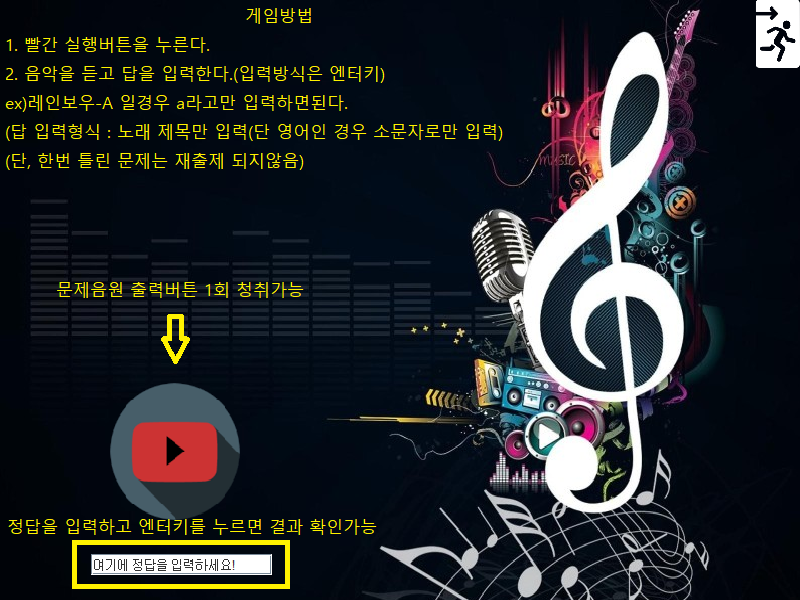 게임방법
1. 빨간 실행버튼을 누른다.
2. 음악을 듣고 답을 입력한다.(입력방식은 엔터키)
ex)레인보우-A 일경우 a라고만 입력하면된다.
(답 입력형식 : 노래 제목만 입력(단 영어인 경우 소문자로만 입력)
(단, 한번 틀린 문제는 재출제 되지않음)
MUSIC
문제음원 출력버튼 1회 청취가능
정답을 입력하고 엔터키를 누르면 결과 확인가능
여기에 정답을 입력하세요!